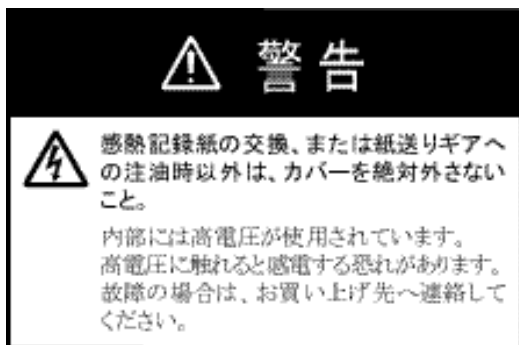 警告
感熱記録紙の交換、または紙送りギアへ
の注油時以外は、カバーを絶対外さない
こと。
内部には高電圧が使用されています。
高電圧に触れると感電する恐れがあります。
故障の場合は、お買い上げ先へ連絡して
ください。